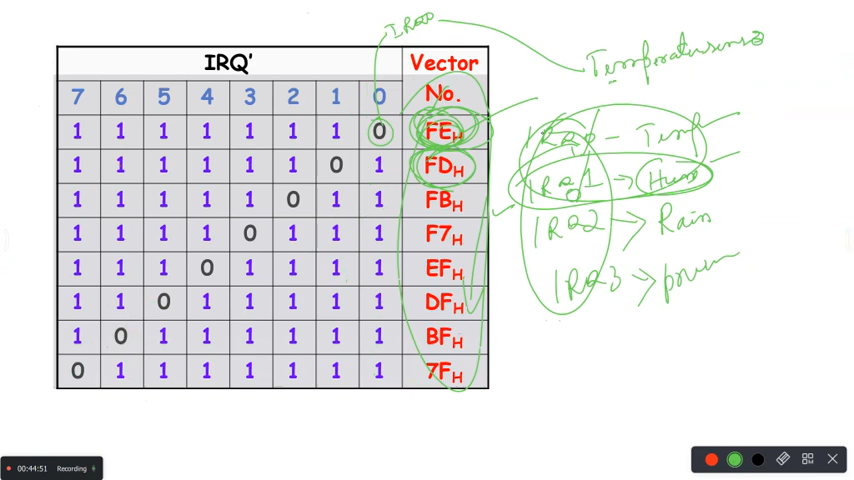 IRQ0
Temperature sensor
IRQ' Vector
7 6 5 4 3 2 1 0 No.
1 1 1 1 1 1 1 0 FEH
1 1 1 1 1 1 0 1 FDH
1 1 1 1 1 0 1 1 FBH
1 1 1 1 0 1 1 1 F7H
1 1 1 0 1 1 1 1 EFH
1 1 0 1 1 1 1 1 DFH
1 0 1 1 1 1 1 1 BFH
0 1 1 1 1 1 1 1 7FH
IRQ0 - Temp
IRQ1 → Hum
IRQ2 → Rain
IRQ3 →
00:44:51 Recording